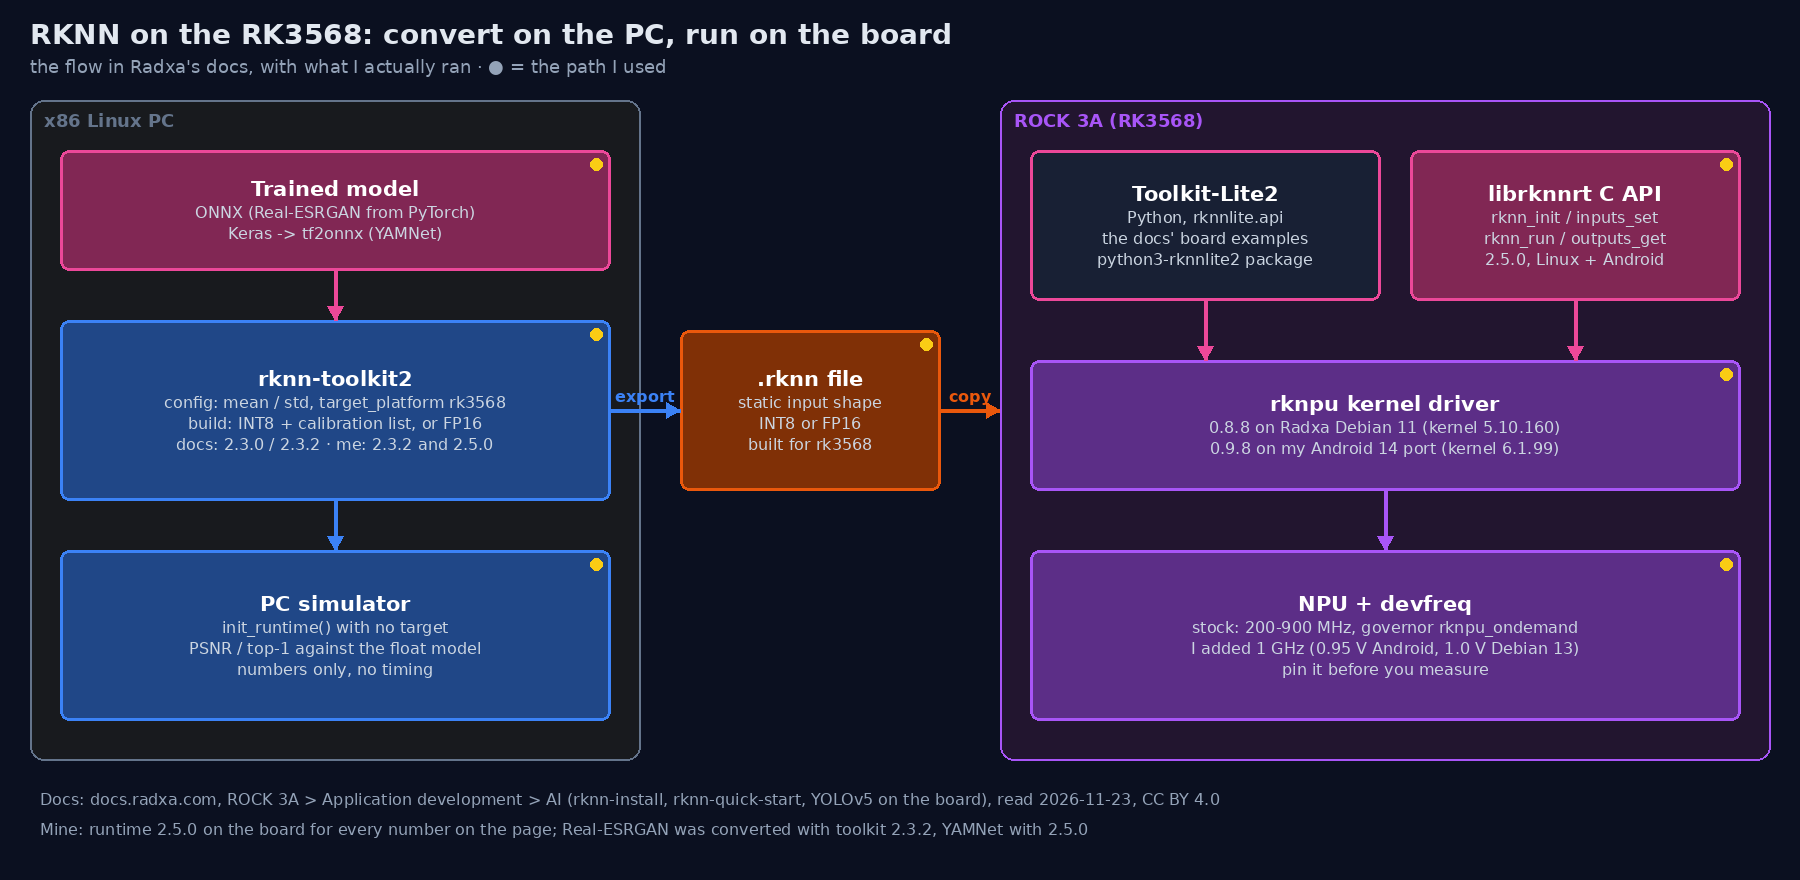 RKNN on the RK3568: convert on the PC, run on the board
the flow in Radxa's docs, with what I actually ran · ● = the path I used
x86 Linux PC
Trained model
ONNX (Real-ESRGAN from PyTorch)
Keras -> tf2onnx (YAMNet)
rknn-toolkit2
config: mean / std, target_platform rk3568
build: INT8 + calibration list, or FP16
docs: 2.3.0 / 2.3.2 · me: 2.3.2 and 2.5.0
PC simulator
init_runtime() with no target
PSNR / top-1 against the float model
numbers only, no timing
export
.rknn file
static input shape
INT8 or FP16
built for rk3568
copy
ROCK 3A (RK3568)
Toolkit-Lite2
Python, rknnlite.api
the docs' board examples
python3-rknnlite2 package
librknnrt C API
rknn_init / inputs_set
rknn_run / outputs_get
2.5.0, Linux + Android
rknpu kernel driver
0.8.8 on Radxa Debian 11 (kernel 5.10.160)
0.9.8 on my Android 14 port (kernel 6.1.99)
NPU + devfreq
stock: 200-900 MHz, governor rknpu_ondemand
I added 1 GHz (0.95 V Android, 1.0 V Debian 13)
pin it before you measure
Docs: docs.radxa.com, ROCK 3A > Application development > AI (rknn-install, rknn-quick-start, YOLOv5 on the board), read 2026-11-23, CC BY 4.0
Mine: runtime 2.5.0 on the board for every number on the page; Real-ESRGAN was converted with toolkit 2.3.2, YAMNet with 2.5.0